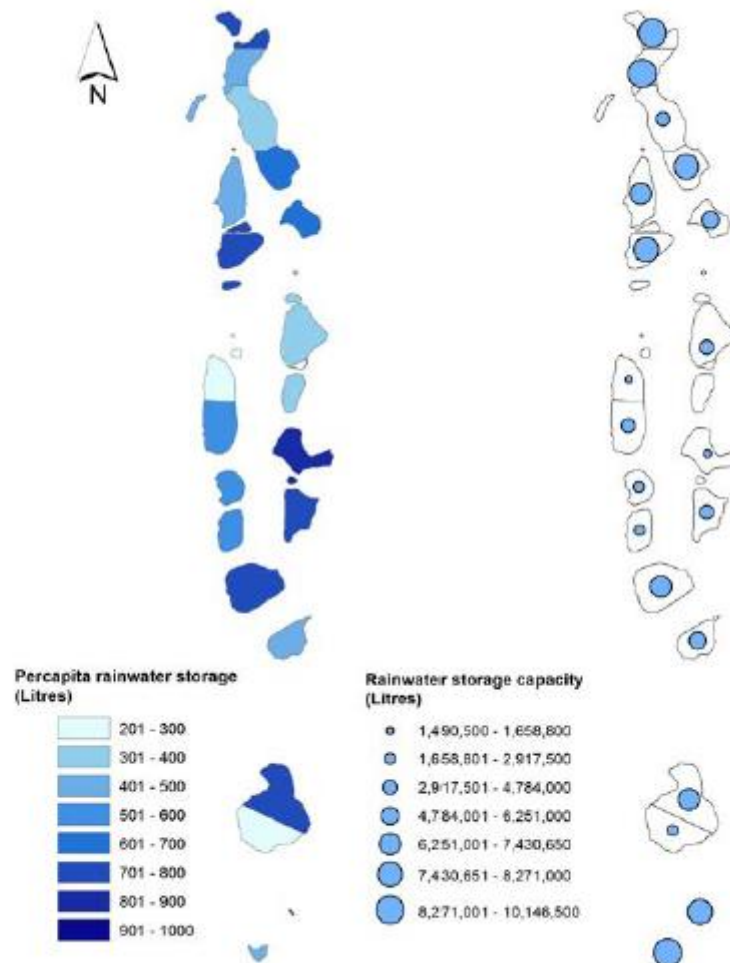 N
Percapita rainwater storage
(Litres)
201 - 300
301 - 400
401 - 500
501 - 600
601 - 700
701 - 800
801 - 900
901 - 1000
Rainwater storage capacity
(Litres)
1,490,500 - 1,658,800
1,658,801 - 2,917,500
2,917,501 - 4,784,000
4,784,001 - 6,251,000
6,251,001 - 7,430,650
7,430,651 - 8,271,000
8,271,001 - 10,146,500